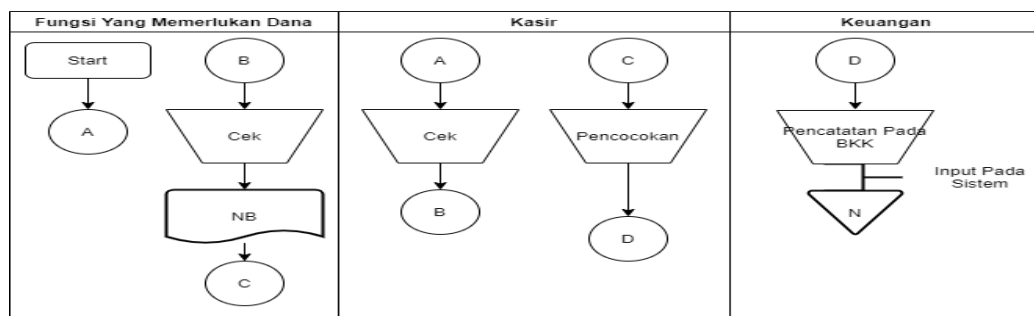 Fungsi Yang Memerlukan Dana
Kasir
Keuangan
Start
A
B
Cek
NB
C
A
Cek
B
C
Pencocokan
D
D
Pencatatan Pada
BKK
Input Pada
Sistem
N